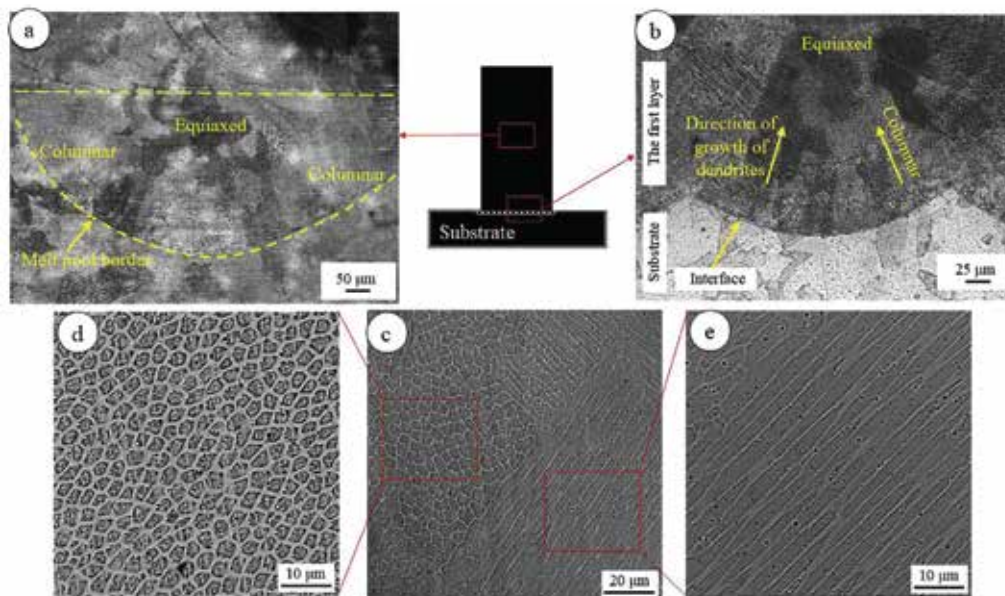 a
Equiaxed
Columnar
Columnar
Melt pool border
50 μm
Substrate
b
Equiaxed
The first layer
Direction of
growth of
dendrites
Columnar
Substrate
Interface
25 μm
d
10 μm
c
20 μm
e
10 μm